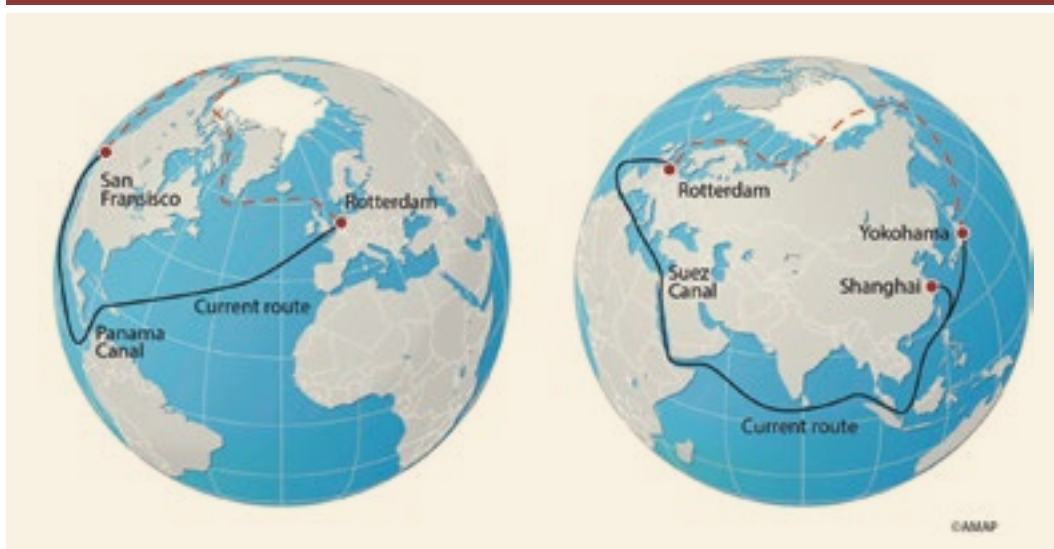 San
Fransisco
Rotterdam
Current route
Panama
Canal
Rotterdam
Yokohama
Shanghai
Suez
Canal
Current route
©AMAP